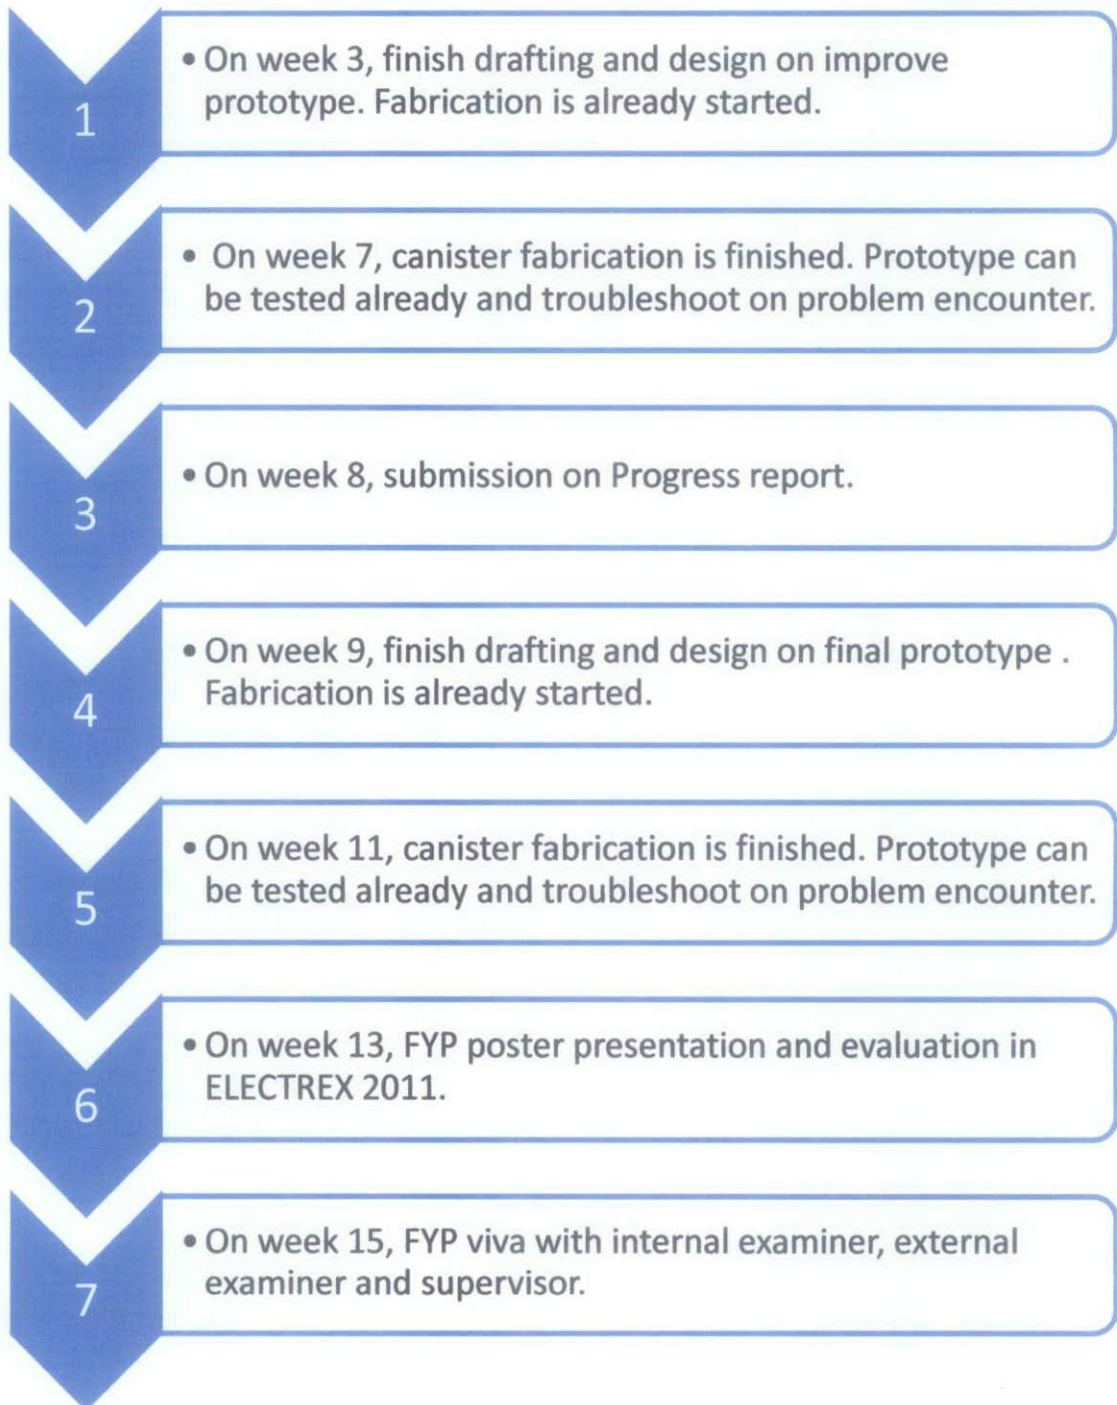 1
• On week 3, finish drafting and design on improve
prototype. Fabrication is already started.
2
• On week 7, canister fabrication is finished. Prototype can
be tested already and troubleshoot on problem encounter.
3
• On week 8, submission on Progress report.
4
• On week 9, finish drafting and design on final prototype .
Fabrication is already started.
5
• On week 11, canister fabrication is finished. Prototype can
be tested already and troubleshoot on problem encounter.
6
• On week 13, FYP poster presentation and evaluation in
ELECTREX 2011.
7
• On week 15, FYP viva with internal examiner, external
examiner and supervisor.